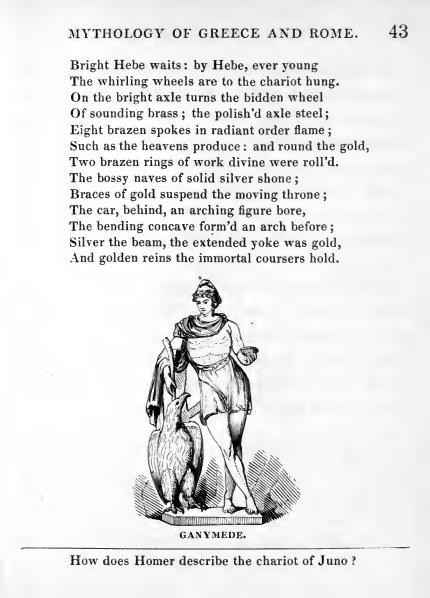 MYTHOLOGY OF GREECE AND ROME. 43
Bright Hebe waits: by Hebe, ever young
The whirling wheels are to the chariot hung.
On the bright axle turns the bidden wheel
Of sounding brass; the polish'd axle steel;
Eight brazen spokes in radiant order flame;
Such as the heavens produce: and round the gold,
Two brazen rings of work divine were roll'd.
The bossy naves of solid silver shone;
Braces of gold suspend the moving throne;
The car, behind, an arching figure bore,
The bending concave form'd an arch before;
Silver the beam, the extended yoke was gold,
And golden reins the immortal coursers hold.
GANYMEDE.
How does Homer describe the chariot of Juno?